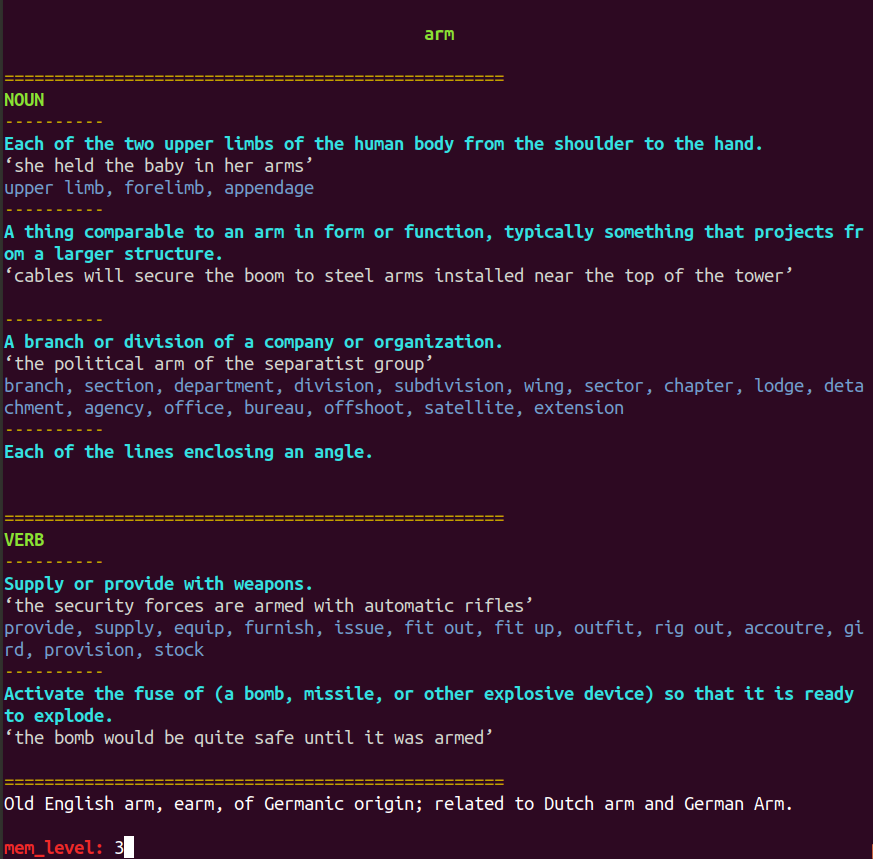 arm
==================================================
NOUN
----------
Each of the two upper limbs of the human body from the shoulder to the hand.
‘she held the baby in her arms’
upper limb, forelimb, appendage
----------
A thing comparable to an arm in form or function, typically something that projects fr
om a larger structure.
‘cables will secure the boom to steel arms installed near the top of the tower’
----------
A branch or division of a company or organization.
‘the political arm of the separatist group’
branch, section, department, division, subdivision, wing, sector, chapter, lodge, deta
chment, agency, office, bureau, offshoot, satellite, extension
----------
Each of the lines enclosing an angle.
==================================================
VERB
----------
Supply or provide with weapons.
‘the security forces are armed with automatic rifles’
provide, supply, equip, furnish, issue, fit out, fit up, outfit, rig out, accoutre, gi
rd, provision, stock
----------
Activate the fuse of (a bomb, missile, or other explosive device) so that it is ready
to explode.
‘the bomb would be quite safe until it was armed’
==================================================
Old English arm, earm, of Germanic origin; related to Dutch arm and German Arm.
mem_level: 3